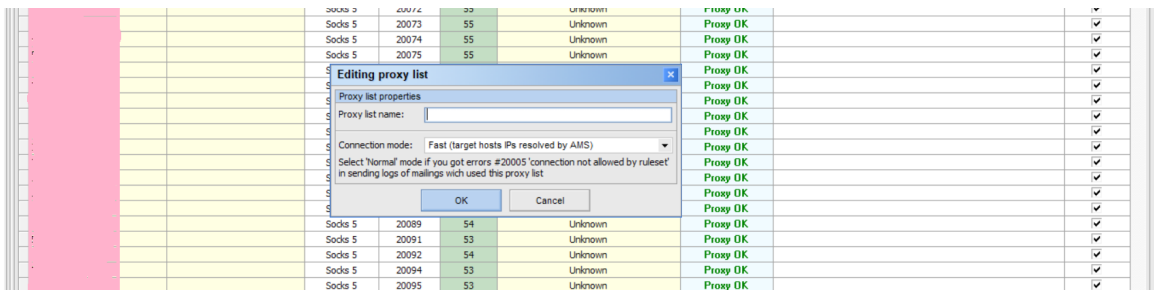 Socks 5 20072 55 Unknown Proxy OK
Socks 5 20073 55 Unknown Proxy OK
Socks 5 20074 55 Unknown Proxy OK
Socks 5 20075 55 Unknown Proxy OK
S Proxy OK
Editing proxy list
S Proxy OK
Proxy list properties
S Proxy OK
Proxy list name:
S Proxy OK
S Proxy OK
Connection mode: Fast (target hosts IPs resolved by AMS)
S Proxy OK
Select 'Normal' mode if you got errors #20005 'connection not allowed by ruleset'
S Proxy OK
in sending logs of mailings wich used this proxy list
S Proxy OK
S Proxy OK
OK Cancel
S Proxy OK
Socks 5 20089 54 Unknown Proxy OK
Socks 5 20091 53 Unknown Proxy OK
Socks 5 20092 54 Unknown Proxy OK
Socks 5 20094 53 Unknown Proxy OK
Socks 5 20095 53 Unknown Proxy OK